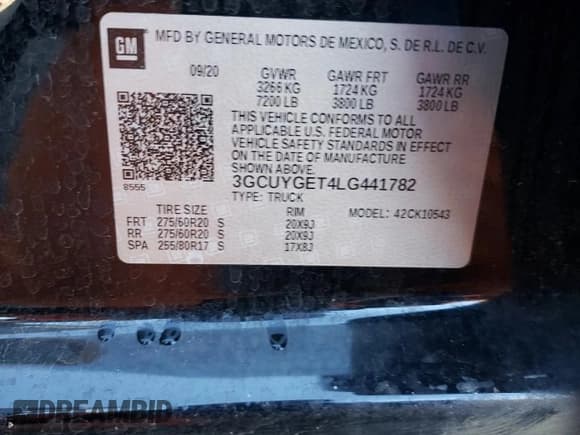 GM
MFD BY GENERAL MOTORS DE MEXICO, S. DE R.L. DE C.V.
09/20 GVWR GAWR FRT GAWR RR
3266 KG 1724 KG 1724 KG
7200 LB 3800 LB 3800 LB
THIS VEHICLE CONFORMS TO ALL
APPLICABLE U.S. FEDERAL MOTOR
VEHICLE SAFETY STANDARDS IN EFFECT
ON THE DATE OF MANUFACTURE
SHOWN ABOVE.
8555
3GCUYGET4LG441782
TYPE: TRUCK
TIRE SIZE RIM MODEL: 42CK10543
FRT 275/60R20 S 20X9J
RR 275/60R20 S 20X9J
SPA 255/80R17 S 17X8J
DREAMBID